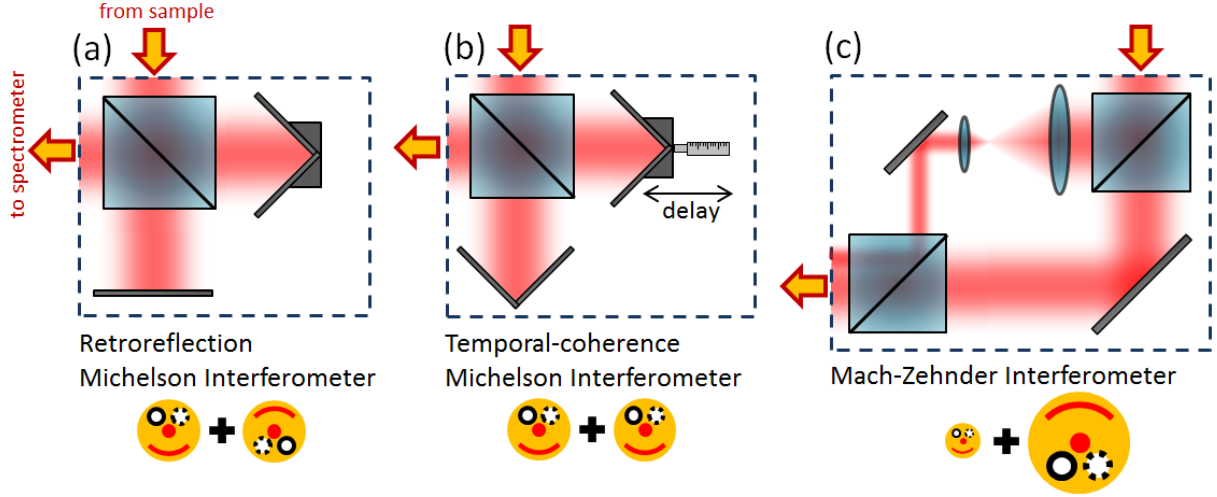 from sample
(a)
(b)
(c)
to spectrometer
delay
Retroreflection
Michelson Interferometer
Temporal-coherence
Michelson Interferometer
Mach-Zehnder Interferometer